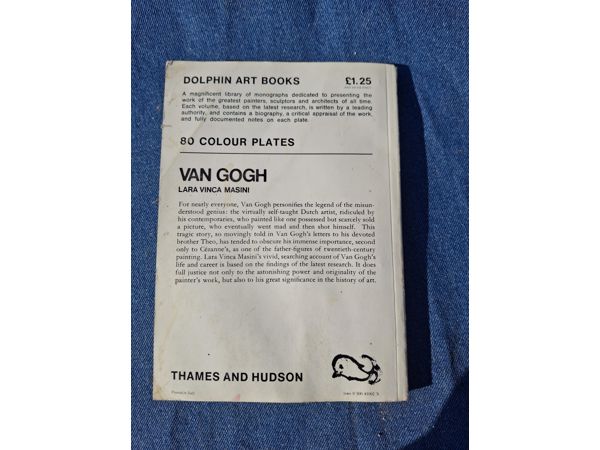 DOLPHIN ART BOOKS £1.25
A magnificent library of monographs dedicated to presenting the
work of the greatest painters, sculptors and architects of all time.
Each volume, based on the latest research, is written by a leading
authority, and contains a biography, a critical appraisal of the work,
and fully documented notes on each plate.
80 COLOUR PLATES
VAN GOGH
LARA VINCA MASINI
For nearly everyone, Van Gogh personifies the legend of the misun-
derstood genius: the virtually self-taught Dutch artist, ridiculed by
his contemporaries, who painted like one possessed but scarcely sold
a picture, who eventually went mad and then shot himself. This
tragic story, so movingly told in Van Gogh's letters to his devoted
brother Theo, has tended to obscure his immense importance, second
only to Cézanne's, as one of the father-figures of twentieth-century
painting. Lara Vinca Masini's vivid, searching account of Van Gogh's
life and career is based on the findings of the latest research. It does
full justice not only to the astonishing power and originality of the
painter's work, but also to his great significance in the history of art.
THAMES AND HUDSON